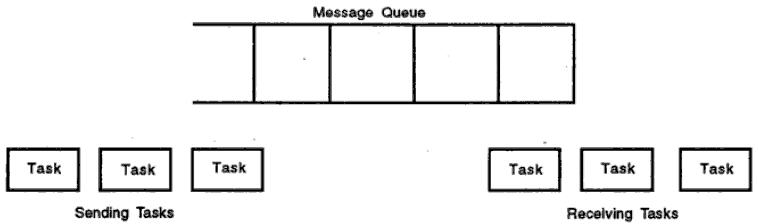 Message Queue
Task Task Task Task Task Task
Sending Tasks Receiving Tasks